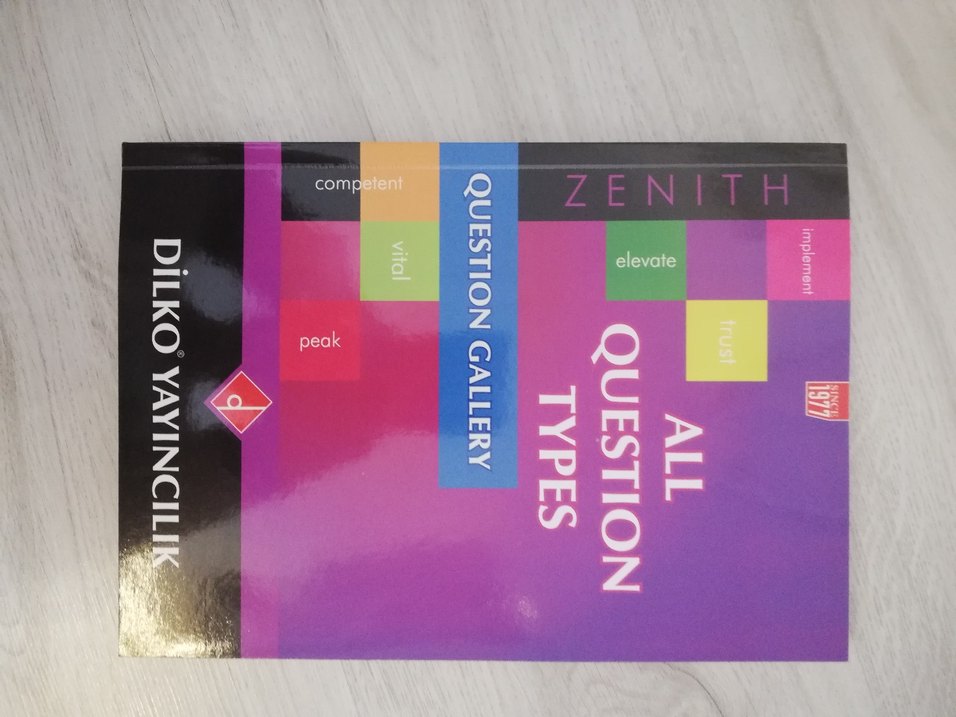 SINCE
1977
implement
trust
elevate
ZENITH
ALL
QUESTION
TYPES
QUESTION GALLERY
vital
competent
peak
d
DİLKO® YAYINCILIK